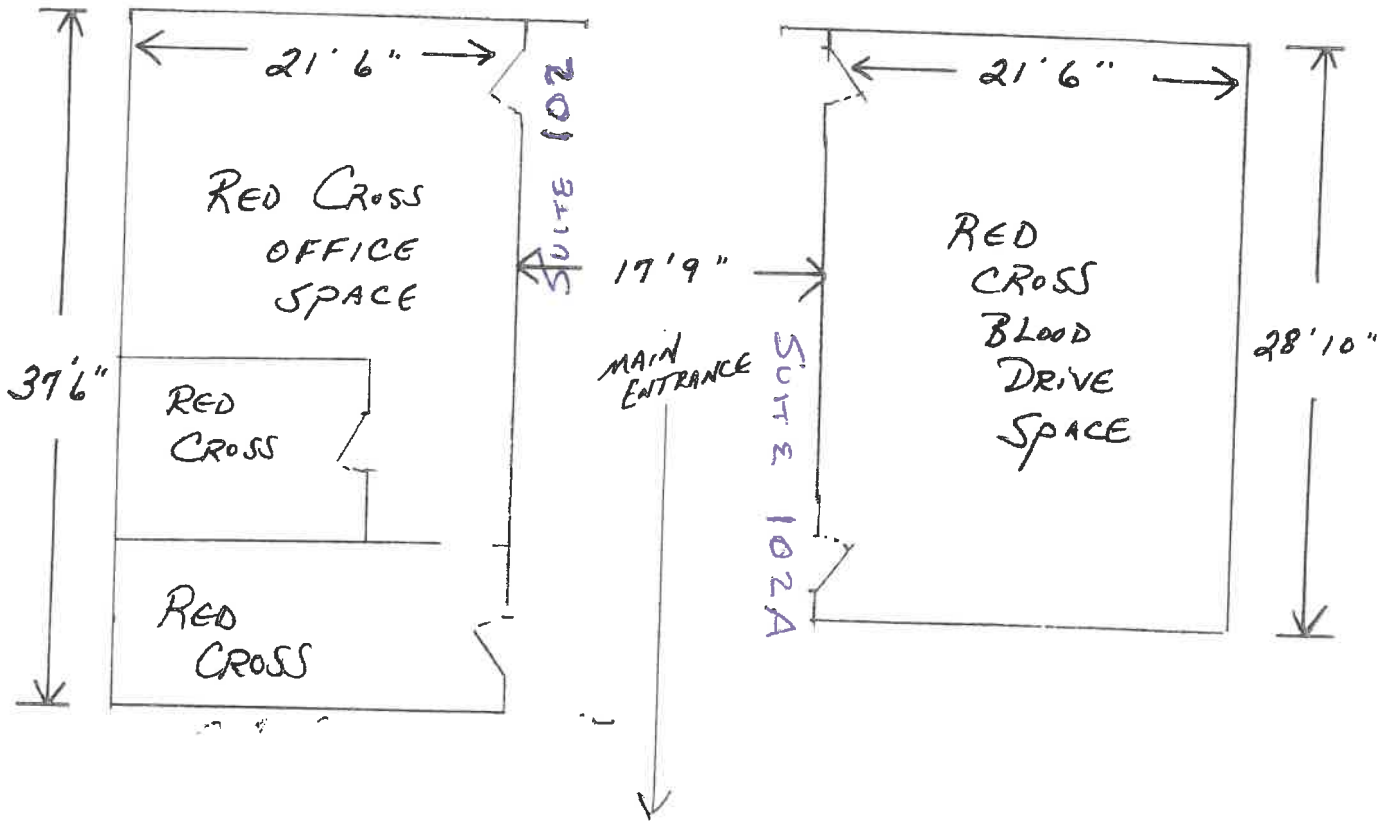 21'6"
21'6"
SUITE 102
RED CROSS
OFFICE
SPACE
RED
CROSS
BLOOD
DRIVE
SPACE
17'9"
28'10"
37'6"
MAIN
ENTRANCE
SUITE 102A
RED
CROSS
RED
CROSS